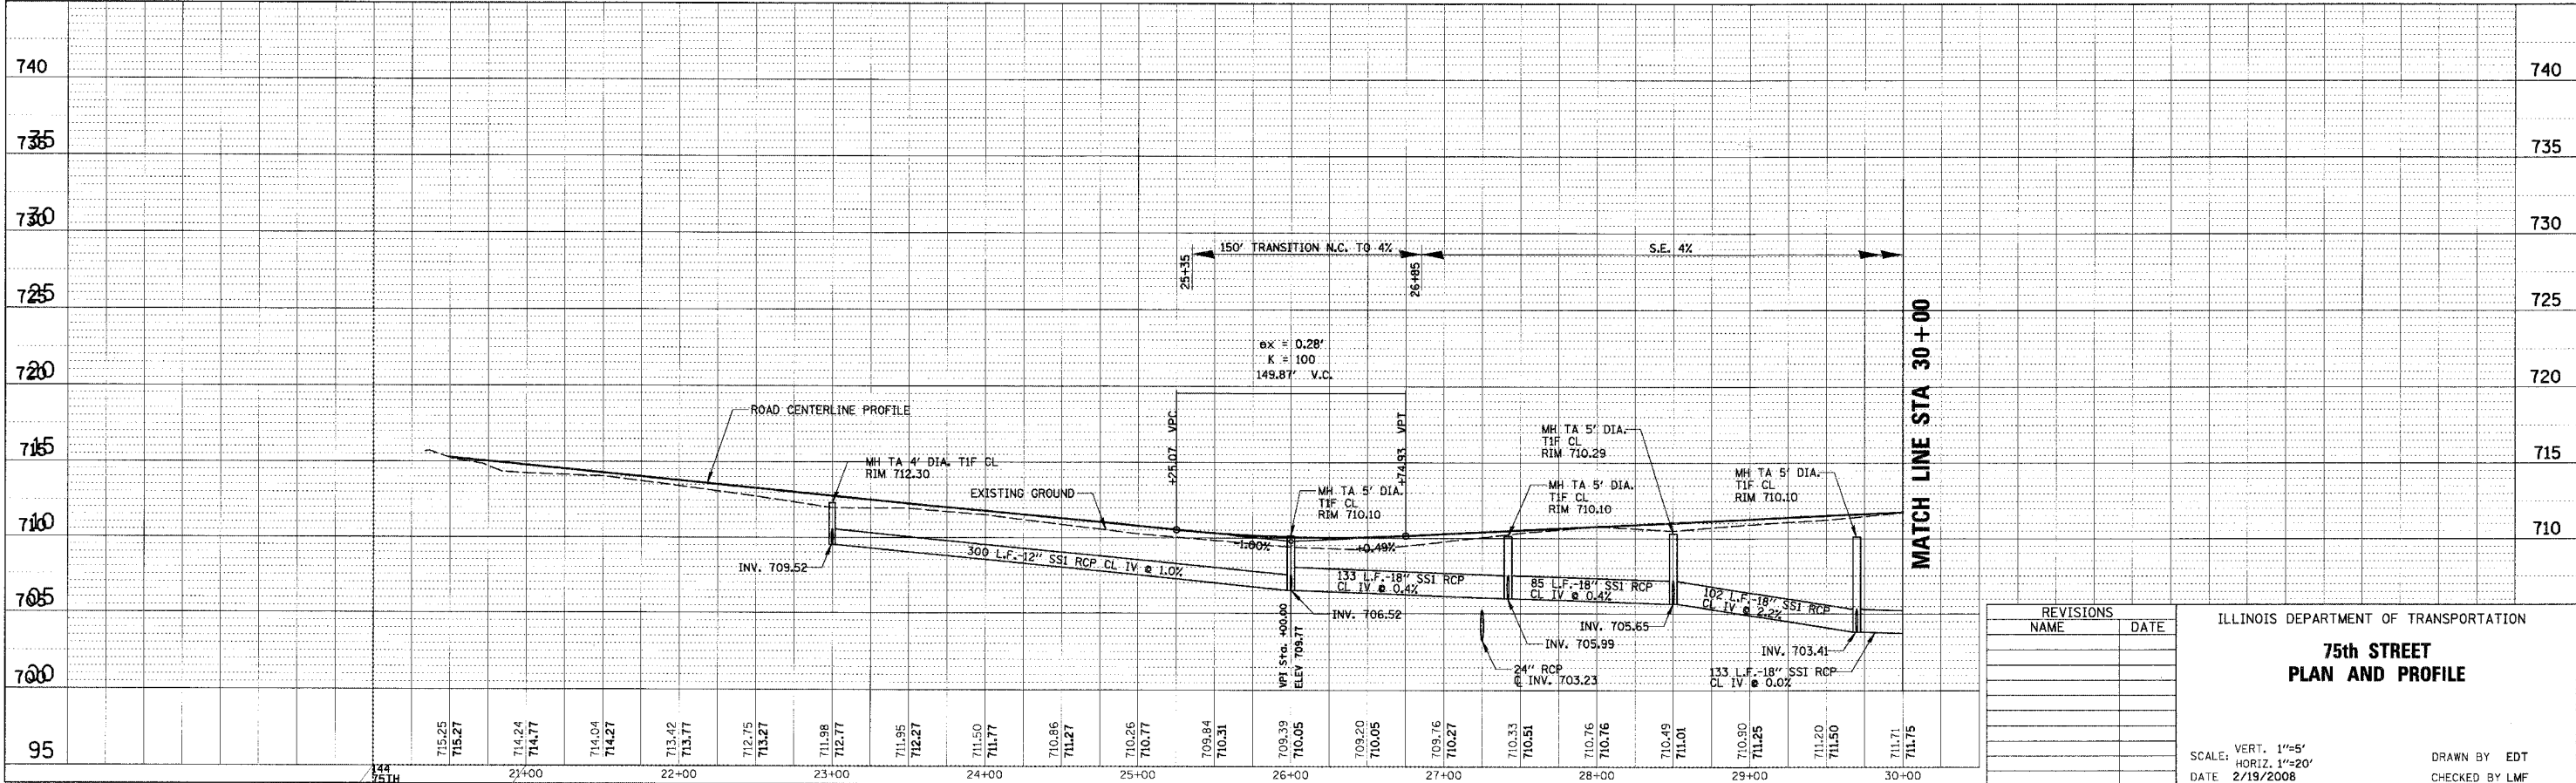 740
735
730
725
720
715
710
705
700
95
740
735
730
725
720
715
710
150' TRANSITION N.C. TO 4%
S.E. 4%
25+35
26+85
ex = 0.28'
K = 100
149.87' V.C.
+25.07 VPC
+74.93 VPT
MATCH LINE STA 30+00
ROAD CENTERLINE PROFILE
EXISTING GROUND
MH TA 4' DIA. T1F CL
RIM 712.30
INV. 709.52
300 L.F.-12" SS1 RCP CL IV @ 1.0%
MH TA 5' DIA.
T1F CL
RIM 710.10
-1.00%
+0.49%
133 L.F.-18" SS1 RCP
CL IV @ 0.4%
INV. 706.52
VPI Sta. +00.00
ELEV 709.77
MH TA 5' DIA.
T1F CL
RIM 710.10
85 L.F.-18" SS1 RCP
CL IV @ 0.4%
INV. 705.99
24" RCP
℄ INV. 703.23
MH TA 5' DIA.
T1F CL
RIM 710.29
INV. 705.65
102 L.F.-18" SS1 RCP
CL IV @ 2.2%
MH TA 5' DIA.
T1F CL
RIM 710.10
INV. 703.41
133 L.F.-18" SS1 RCP
CL IV @ 0.0%
715.25
715.27
714.24
714.77
714.04
714.27
713.42
713.77
712.75
713.27
711.98
712.77
711.95
712.27
711.50
711.77
710.86
711.27
710.26
710.77
709.84
710.31
709.39
710.05
709.20
710.05
709.76
710.27
710.33
710.51
710.76
710.76
710.49
711.01
710.90
711.25
711.20
711.50
711.71
711.75
144
75TH
21+00
22+00
23+00
24+00
25+00
26+00
27+00
28+00
29+00
30+00
REVISIONS
NAME DATE
ILLINOIS DEPARTMENT OF TRANSPORTATION
75th STREET
PLAN AND PROFILE
SCALE: VERT. 1"=5'
HORIZ. 1"=20'
DATE 2/19/2008
DRAWN BY EDT
CHECKED BY LMF